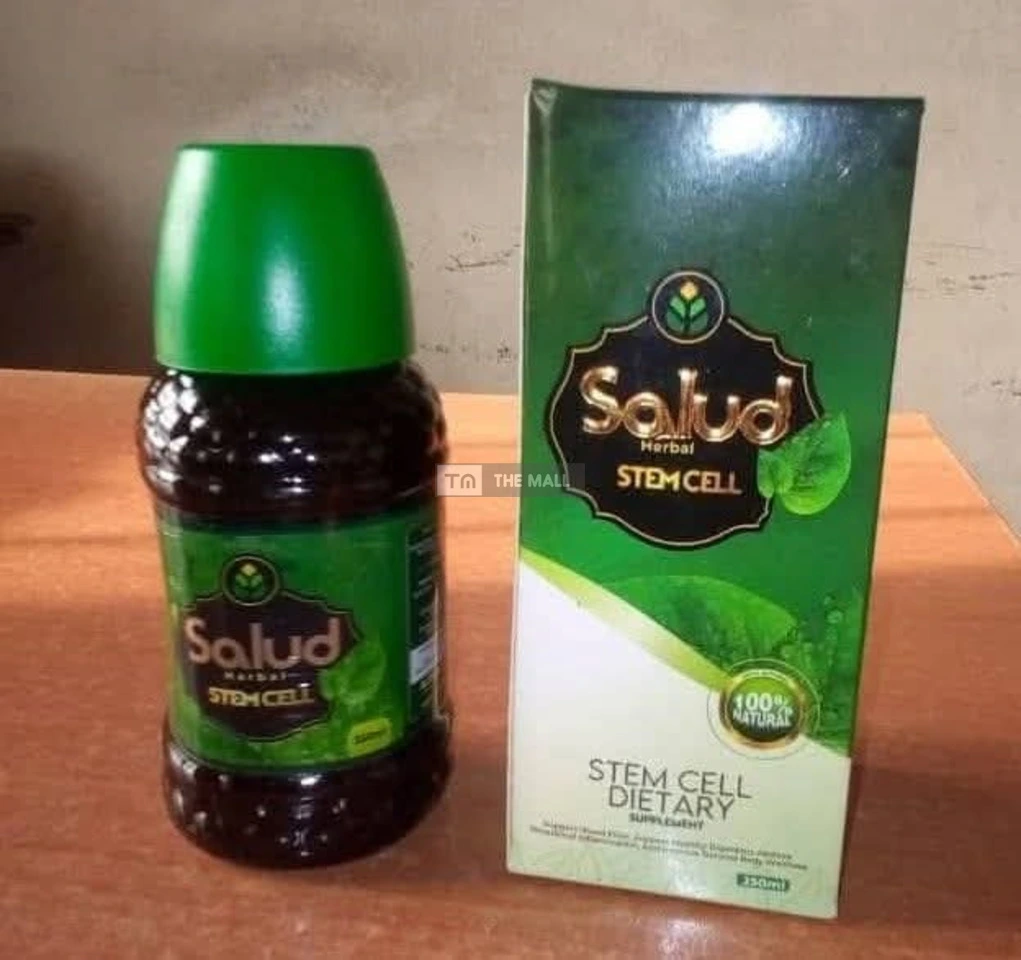 Salud
Herbal
STEM CELL
100%
NATURAL
STEM CELL
DIETARY
SUPPLEMENT
250ml
Salud
Herbal
STEM CELL
TM THE MALL